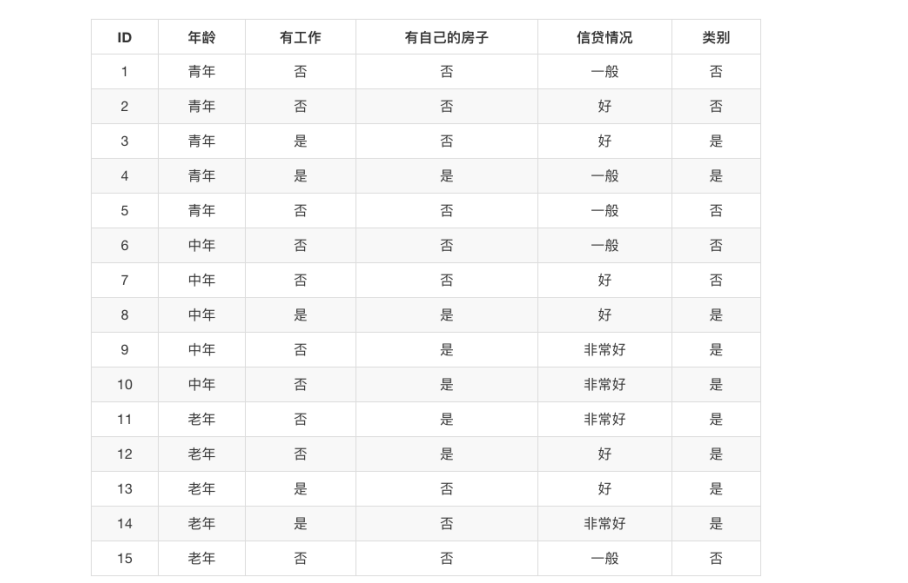 ID 年龄 有工作 有自己的房子 信贷情况 类别
1 青年 否 否 一般 否
2 青年 否 否 好 否
3 青年 是 否 好 是
4 青年 是 是 一般 是
5 青年 否 否 一般 否
6 中年 否 否 一般 否
7 中年 否 否 好 否
8 中年 是 是 好 是
9 中年 否 是 非常好 是
10 中年 否 是 非常好 是
11 老年 否 是 非常好 是
12 老年 否 是 好 是
13 老年 是 否 好 是
14 老年 是 否 非常好 是
15 老年 否 否 一般 否